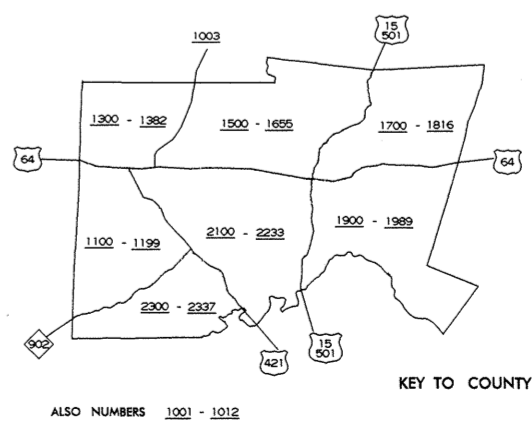 1003
15
501
1300 - 1382
1500 - 1655
1700 - 1816
64
64
1900 - 1989
2100 - 2233
1100 - 1199
2300 - 2337
902
421
15
501
KEY TO COUNTY
ALSO NUMBERS 1001 - 1012